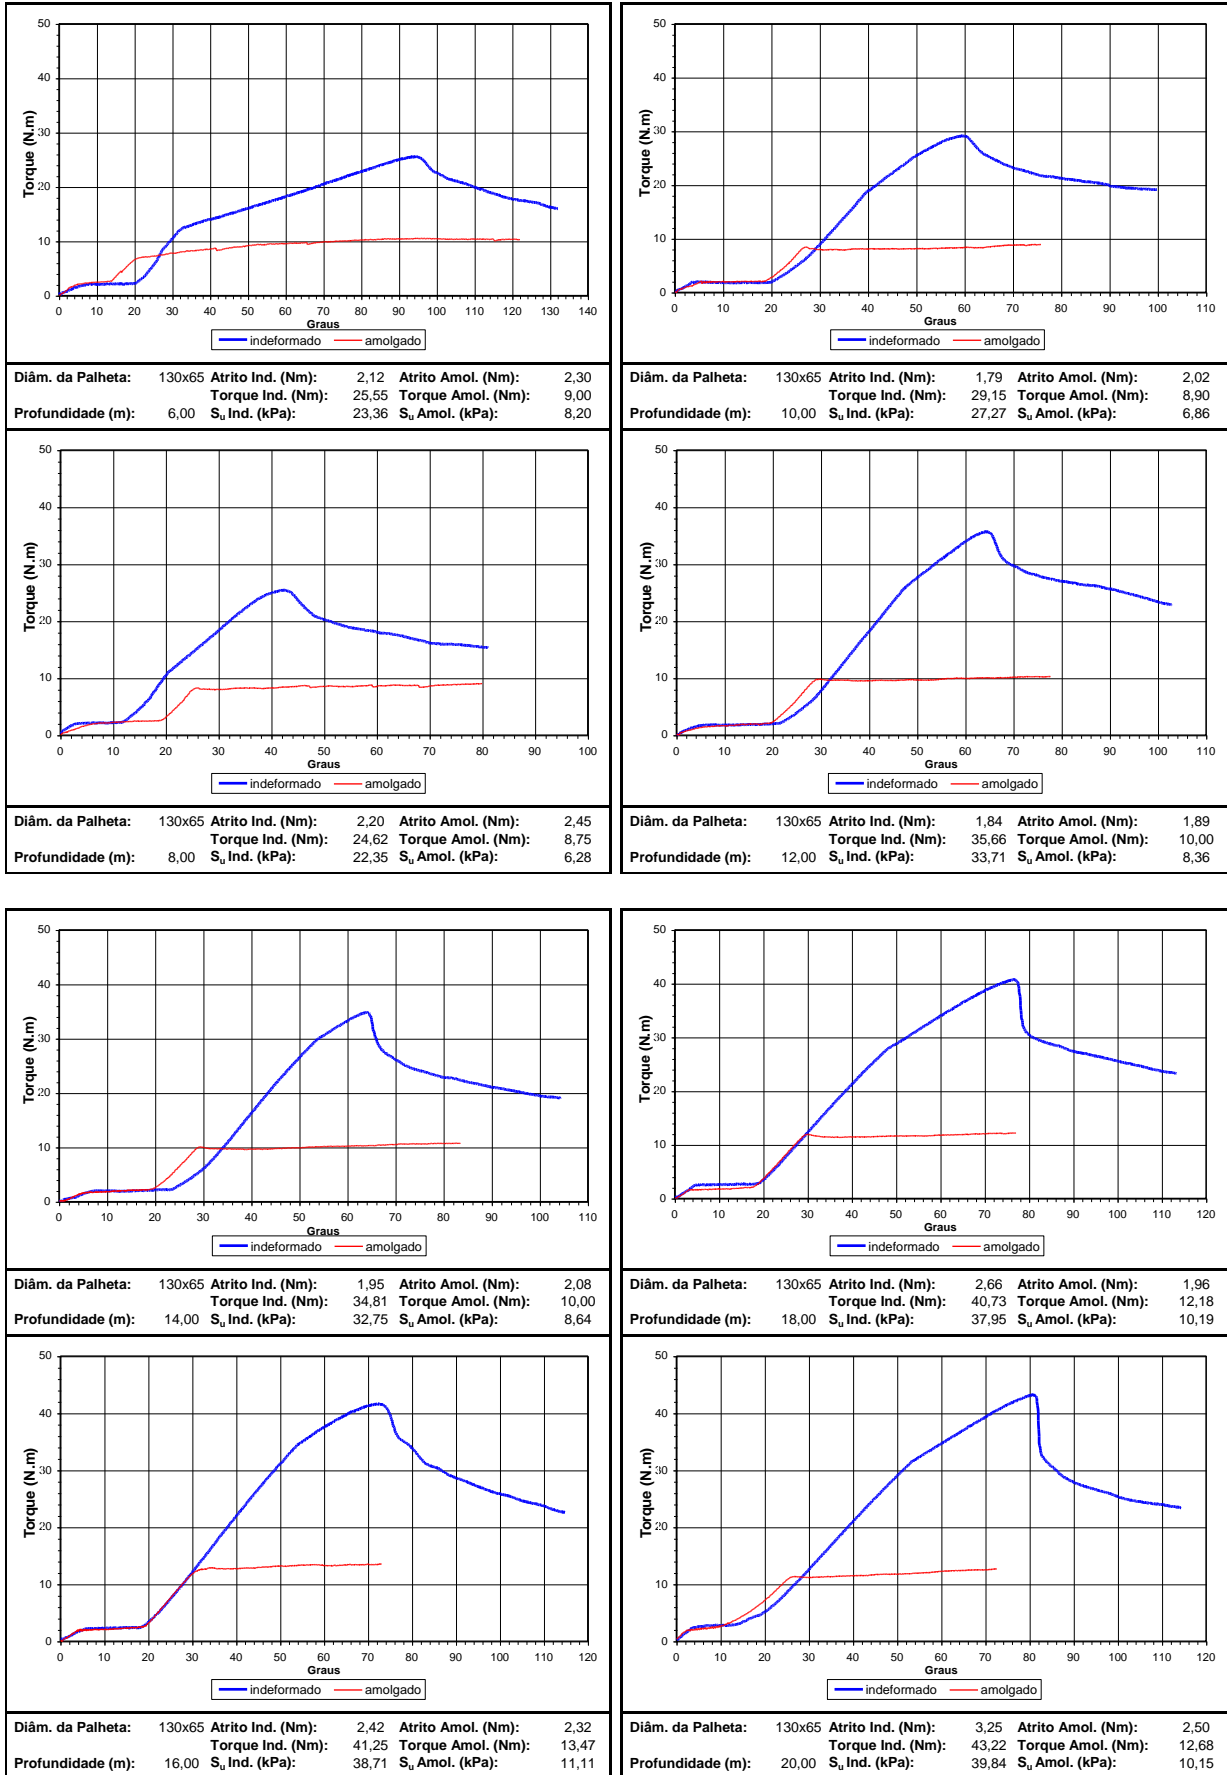 50
40
30
20
10
0
Torque (N.m)
0 10 20 30 40 50 60 70 80 90 100 110 120 130 140
Graus
indeformado amolgado
Diâm. da Palheta: 130x65 Atrito Ind. (Nm): 2,12 Atrito Amol. (Nm): 2,30
Torque Ind. (Nm): 25,55 Torque Amol. (Nm): 9,00
Profundidade (m): 6,00 Su Ind. (kPa): 23,36 Su Amol. (kPa): 8,20
50
40
30
20
10
0
Torque (N.m)
0 10 20 30 40 50 60 70 80 90 100 110
Graus
indeformado amolgado
Diâm. da Palheta: 130x65 Atrito Ind. (Nm): 1,79 Atrito Amol. (Nm): 2,02
Torque Ind. (Nm): 29,15 Torque Amol. (Nm): 8,90
Profundidade (m): 10,00 Su Ind. (kPa): 27,27 Su Amol. (kPa): 6,86
50
40
30
20
10
0
Torque (N.m)
0 10 20 30 40 50 60 70 80 90 100
Graus
indeformado amolgado
Diâm. da Palheta: 130x65 Atrito Ind. (Nm): 2,20 Atrito Amol. (Nm): 2,45
Torque Ind. (Nm): 24,62 Torque Amol. (Nm): 8,75
Profundidade (m): 8,00 Su Ind. (kPa): 22,35 Su Amol. (kPa): 6,28
50
40
30
20
10
0
Torque (N.m)
0 10 20 30 40 50 60 70 80 90 100 110
Graus
indeformado amolgado
Diâm. da Palheta: 130x65 Atrito Ind. (Nm): 1,84 Atrito Amol. (Nm): 1,89
Torque Ind. (Nm): 35,66 Torque Amol. (Nm): 10,00
Profundidade (m): 12,00 Su Ind. (kPa): 33,71 Su Amol. (kPa): 8,36
50
40
30
20
10
0
Torque (N.m)
0 10 20 30 40 50 60 70 80 90 100 110
Graus
indeformado amolgado
Diâm. da Palheta: 130x65 Atrito Ind. (Nm): 1,95 Atrito Amol. (Nm): 2,08
Torque Ind. (Nm): 34,81 Torque Amol. (Nm): 10,00
Profundidade (m): 14,00 Su Ind. (kPa): 32,75 Su Amol. (kPa): 8,64
50
40
30
20
10
0
Torque (N.m)
0 10 20 30 40 50 60 70 80 90 100 110 120
Graus
indeformado amolgado
Diâm. da Palheta: 130x65 Atrito Ind. (Nm): 2,66 Atrito Amol. (Nm): 1,96
Torque Ind. (Nm): 40,73 Torque Amol. (Nm): 12,18
Profundidade (m): 18,00 Su Ind. (kPa): 37,95 Su Amol. (kPa): 10,19
50
40
30
20
10
0
Torque (N.m)
0 10 20 30 40 50 60 70 80 90 100 110 120
Graus
indeformado amolgado
Diâm. da Palheta: 130x65 Atrito Ind. (Nm): 2,42 Atrito Amol. (Nm): 2,32
Torque Ind. (Nm): 41,25 Torque Amol. (Nm): 13,47
Profundidade (m): 16,00 Su Ind. (kPa): 38,71 Su Amol. (kPa): 11,11
50
40
30
20
10
0
Torque (N.m)
0 10 20 30 40 50 60 70 80 90 100 110 120
Graus
indeformado amolgado
Diâm. da Palheta: 130x65 Atrito Ind. (Nm): 3,25 Atrito Amol. (Nm): 2,50
Torque Ind. (Nm): 43,22 Torque Amol. (Nm): 12,68
Profundidade (m): 20,00 Su Ind. (kPa): 39,84 Su Amol. (kPa): 10,15